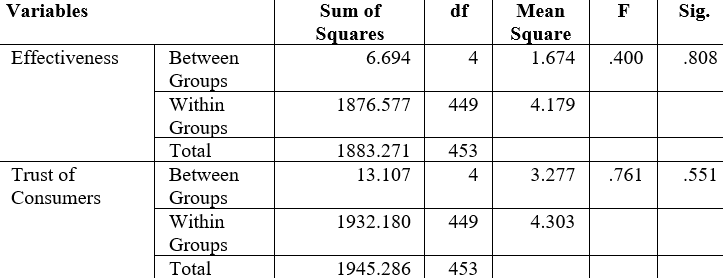 Variables Sum of Squares df Mean Square F Sig.
Effectiveness Between Groups 6.694 4 1.674 .400 .808
Within Groups 1876.577 449 4.179
Total 1883.271 453
Trust of Consumers Between Groups 13.107 4 3.277 .761 .551
Within Groups 1932.180 449 4.303
Total 1945.286 453